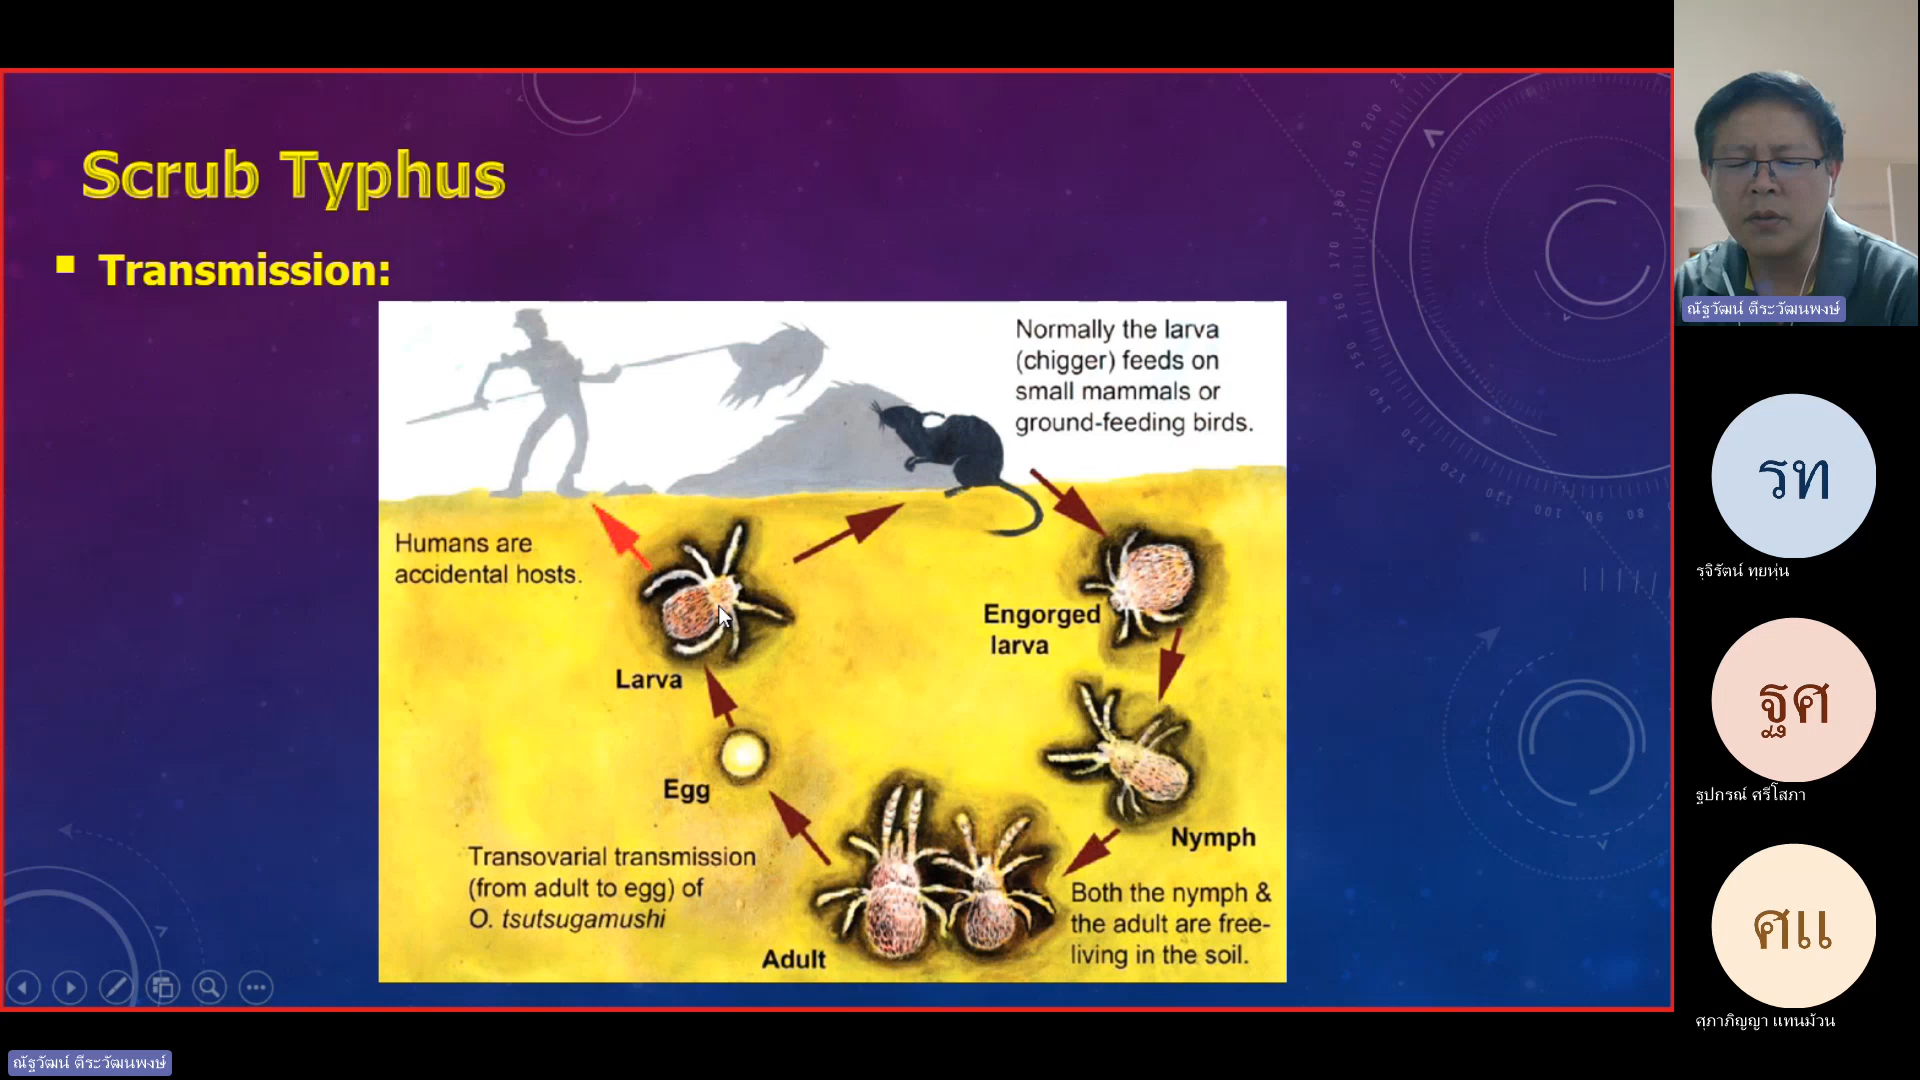 Scrub Typhus
Transmission:
Normally the larva
(chigger) feeds on
small mammals or
ground-feeding birds.
Humans are
accidental hosts.
Engorged
larva
Larva
Egg
Nymph
Transovarial transmission
(from adult to egg) of
O. tsutsugamushi
Adult
Both the nymph &
the adult are free-
living in the soil.
ณัฐวัฒน์ ตีระวัฒนพงษ์
รท
รุจิรัตน์ ทุยหุ่น
ฐศ
ฐปกรณ์ ศรีโสภา
ศแ
ศุภาภิญญา แทนม้วน
ณัฐวัฒน์ ตีระวัฒนพงษ์